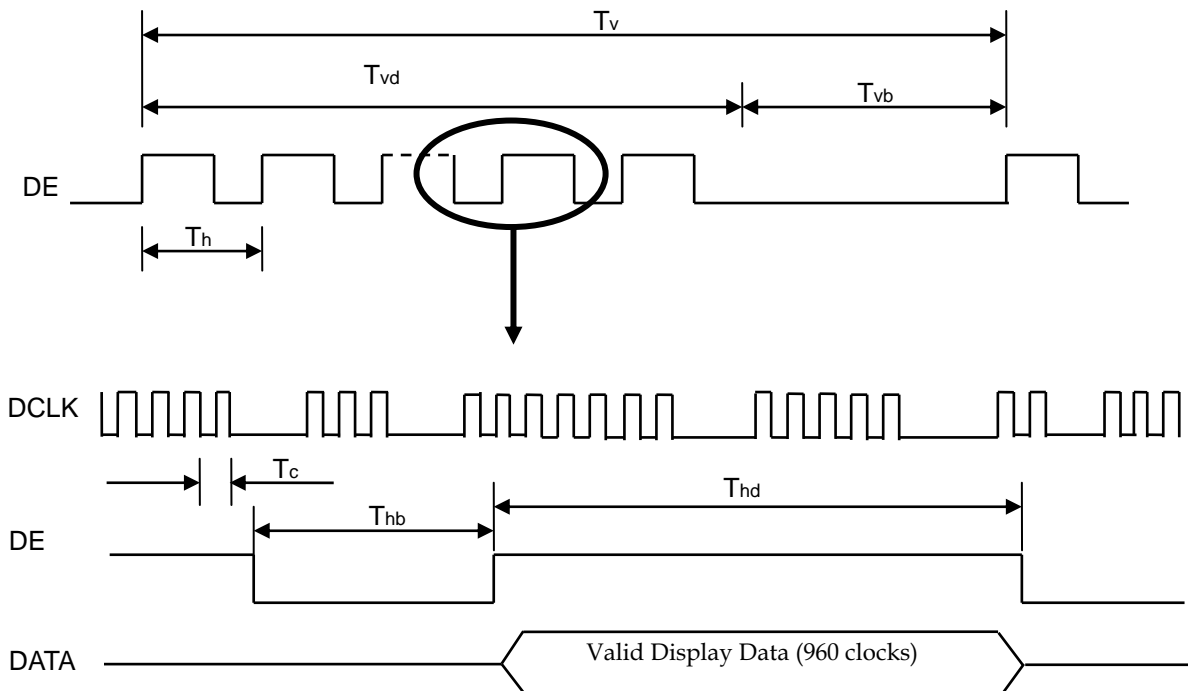 Tv
Tvd
Tvb
DE
Th
DCLK
Tc
Thd
Thb
DE
DATA
Valid Display Data (960 clocks)